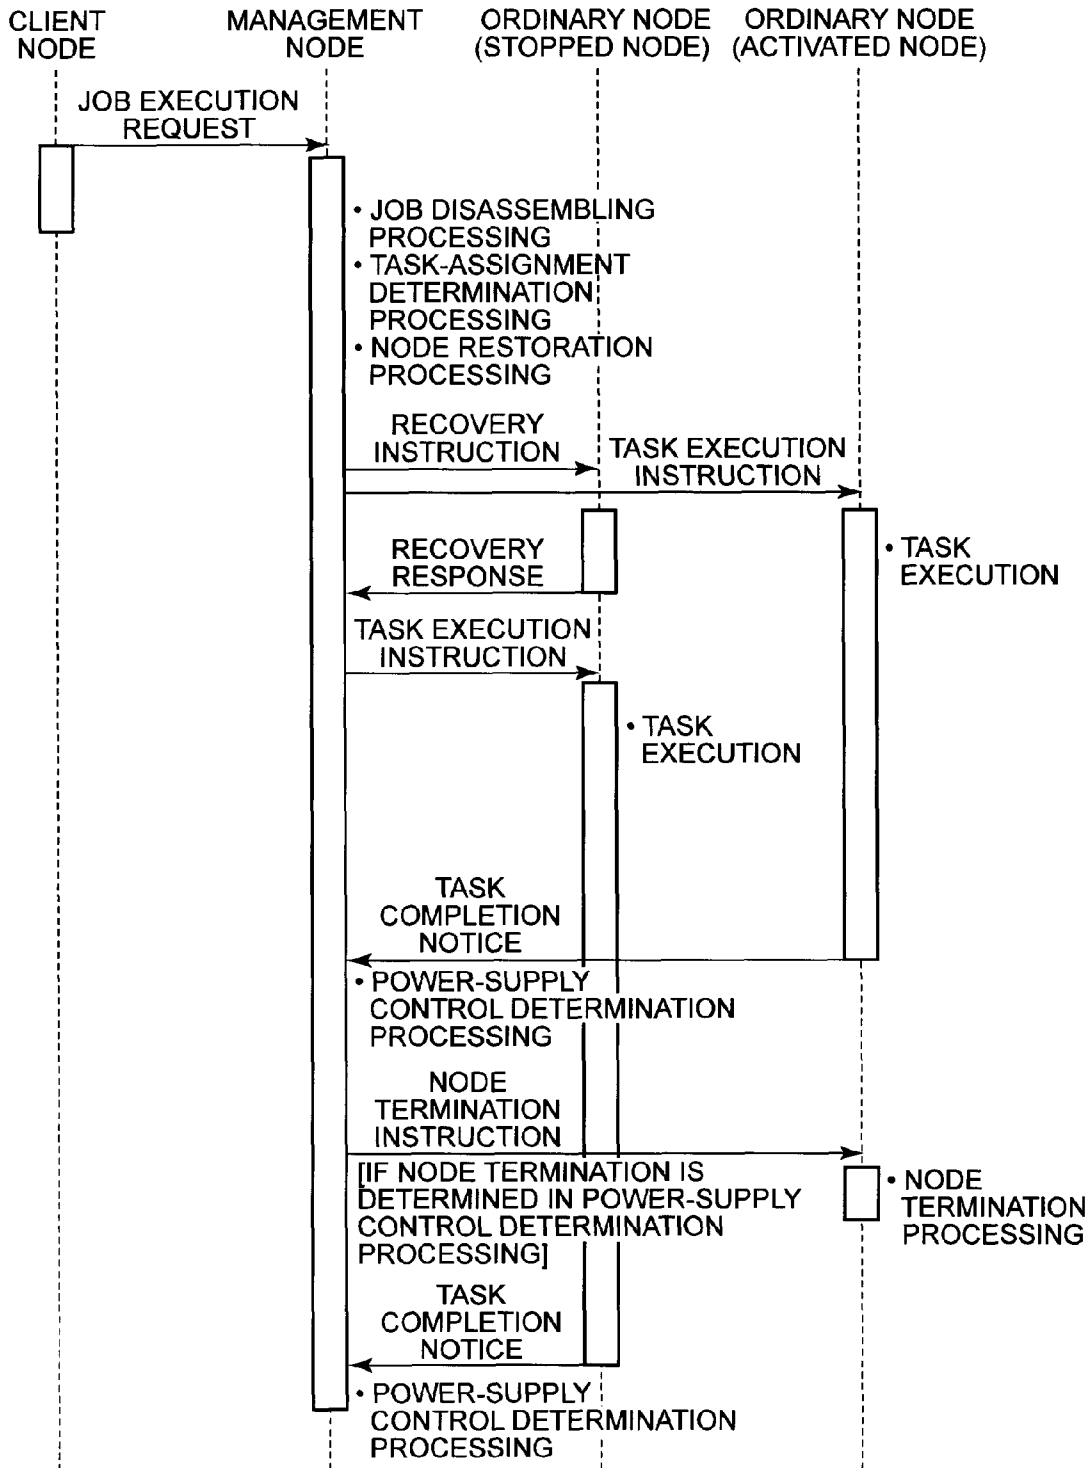 CLIENT
NODE
MANAGEMENT
NODE
ORDINARY NODE
(STOPPED NODE)
ORDINARY NODE
(ACTIVATED NODE)
JOB EXECUTION
REQUEST
• JOB DISASSEMBLING
PROCESSING
• TASK-ASSIGNMENT
DETERMINATION
PROCESSING
• NODE RESTORATION
PROCESSING
RECOVERY
INSTRUCTION
TASK EXECUTION
INSTRUCTION
RECOVERY
RESPONSE
• TASK
EXECUTION
TASK EXECUTION
INSTRUCTION
• TASK
EXECUTION
TASK
COMPLETION
NOTICE
• POWER-SUPPLY
CONTROL DETERMINATION
PROCESSING
NODE
TERMINATION
INSTRUCTION
[IF NODE TERMINATION IS
DETERMINED IN POWER-SUPPLY
CONTROL DETERMINATION
PROCESSING]
• NODE
TERMINATION
PROCESSING
TASK
COMPLETION
NOTICE
• POWER-SUPPLY
CONTROL DETERMINATION
PROCESSING